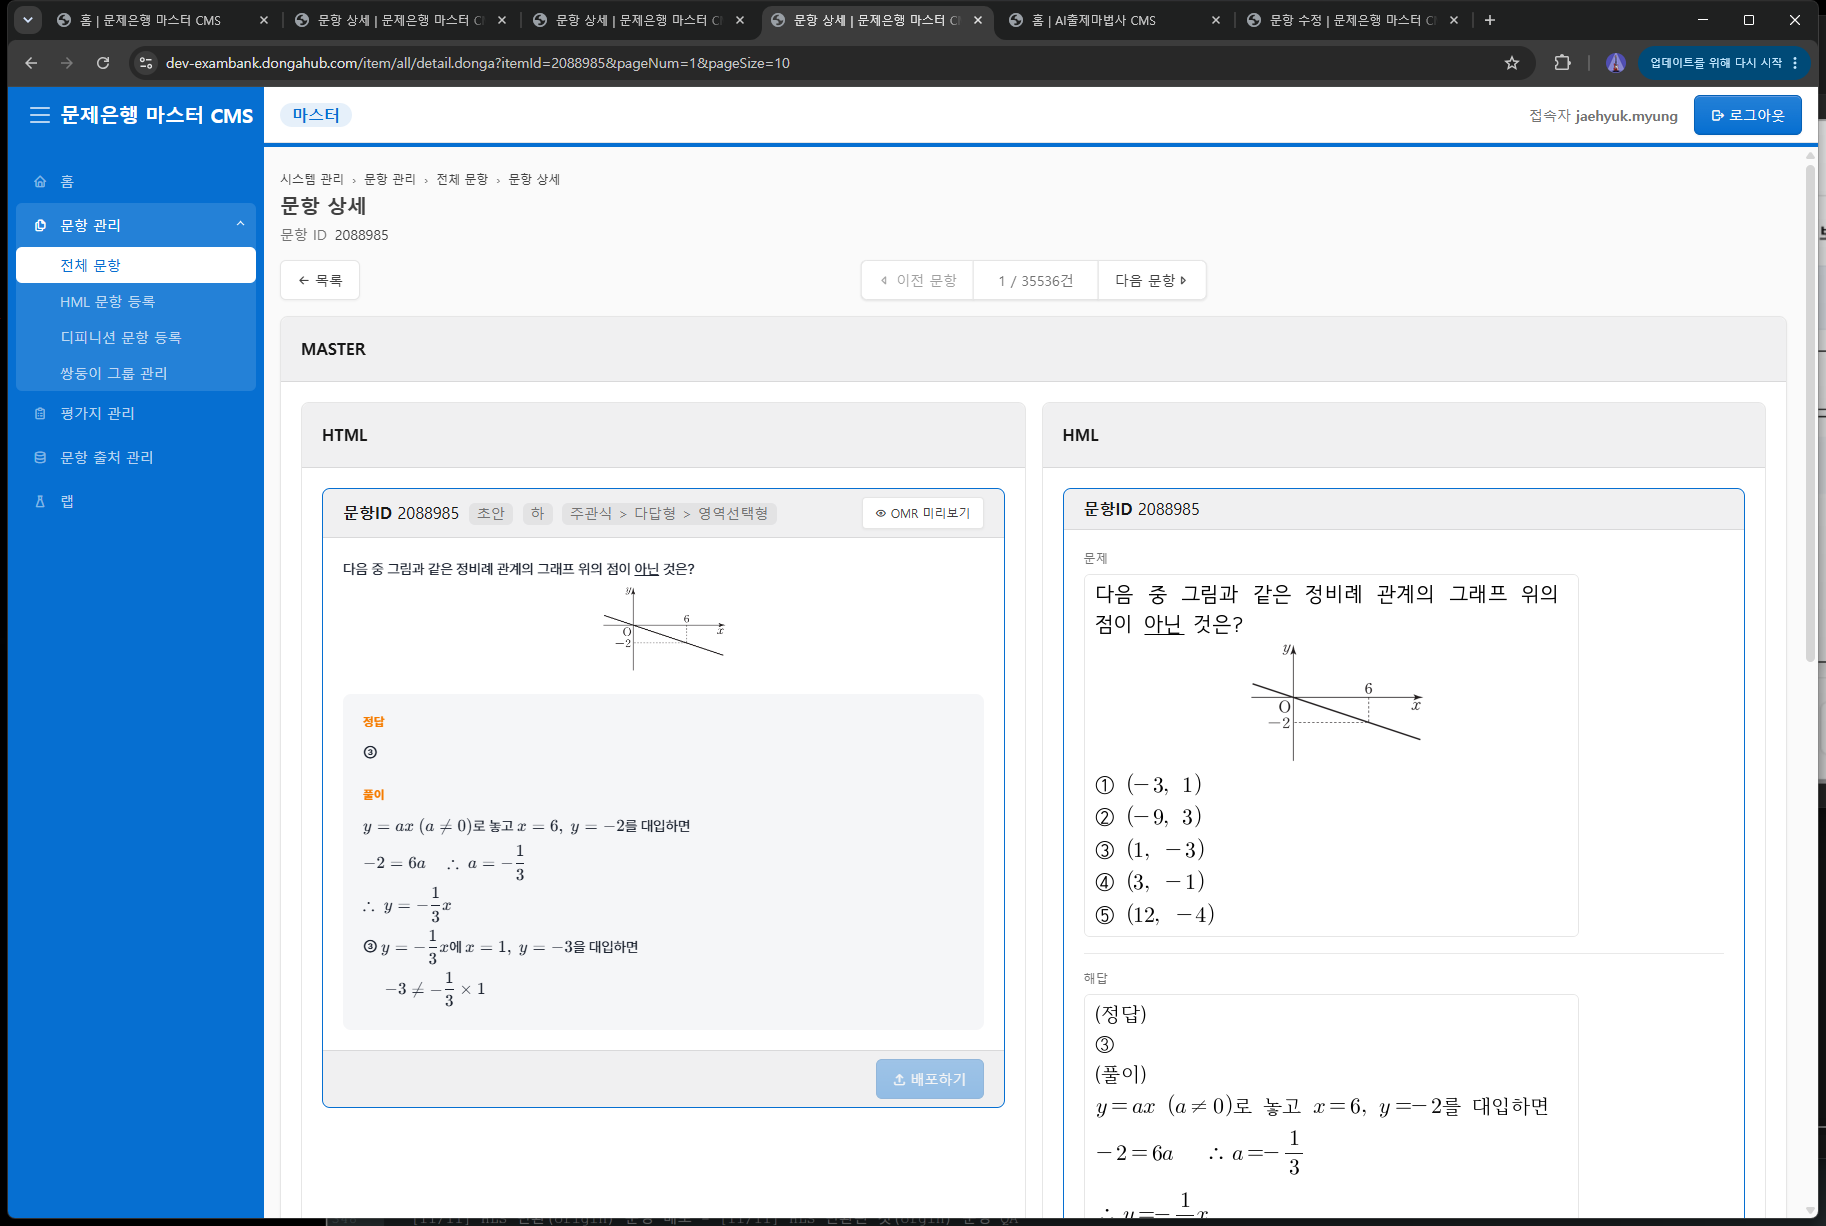 홈 | 문제은행 마스터 CMS
문항 상세 | 문제은행 마스터 C
문항 상세 | 문제은행 마스터 C
문항 상세 | 문제은행 마스터 C
홈 | AI출제마법사 CMS
문항 수정 | 문제은행 마스터 C
dev-exambank.dongahub.com/item/all/detail.donga?itemId=2088985&pageNum=1&pageSize=10
업데이트를 위해 다시 시작
문제은행 마스터 CMS
마스터
접속자 jaehyuk.myung
로그아웃
홈
문항 관리
전체 문항
HML 문항 등록
디피니션 문항 등록
쌍둥이 그룹 관리
평가지 관리
문항 출처 관리
랩
시스템 관리 › 문항 관리 › 전체 문항 › 문항 상세
문항 상세
문항 ID 2088985
← 목록
이전 문항
1 / 35536건
다음 문항
MASTER
HTML
문항ID 2088985 초안 하 주관식 > 다답형 > 영역선택형
OMR 미리보기
다음 중 그림과 같은 정비례 관계의 그래프 위의 점이 아닌 것은?
y
6
O
x
−2
정답
③
풀이
y = ax (a ≠ 0)로 놓고 x = 6, y = −2를 대입하면
−2 = 6a ∴ a = −1/3
∴ y = −1/3x
③ y = −1/3x에 x = 1, y = −3을 대입하면
−3 ≠ −1/3 × 1
배포하기
HML
문항ID 2088985
문제
다음 중 그림과 같은 정비례 관계의 그래프 위의
점이 아닌 것은?
y
6
O
x
−2
① (−3, 1)
② (−9, 3)
③ (1, −3)
④ (3, −1)
⑤ (12, −4)
해답
(정답)
③
(풀이)
y=ax (a≠0)로 놓고 x=6, y=−2를 대입하면
−2=6a ∴ a=−1/3
∴ y=−1/3x